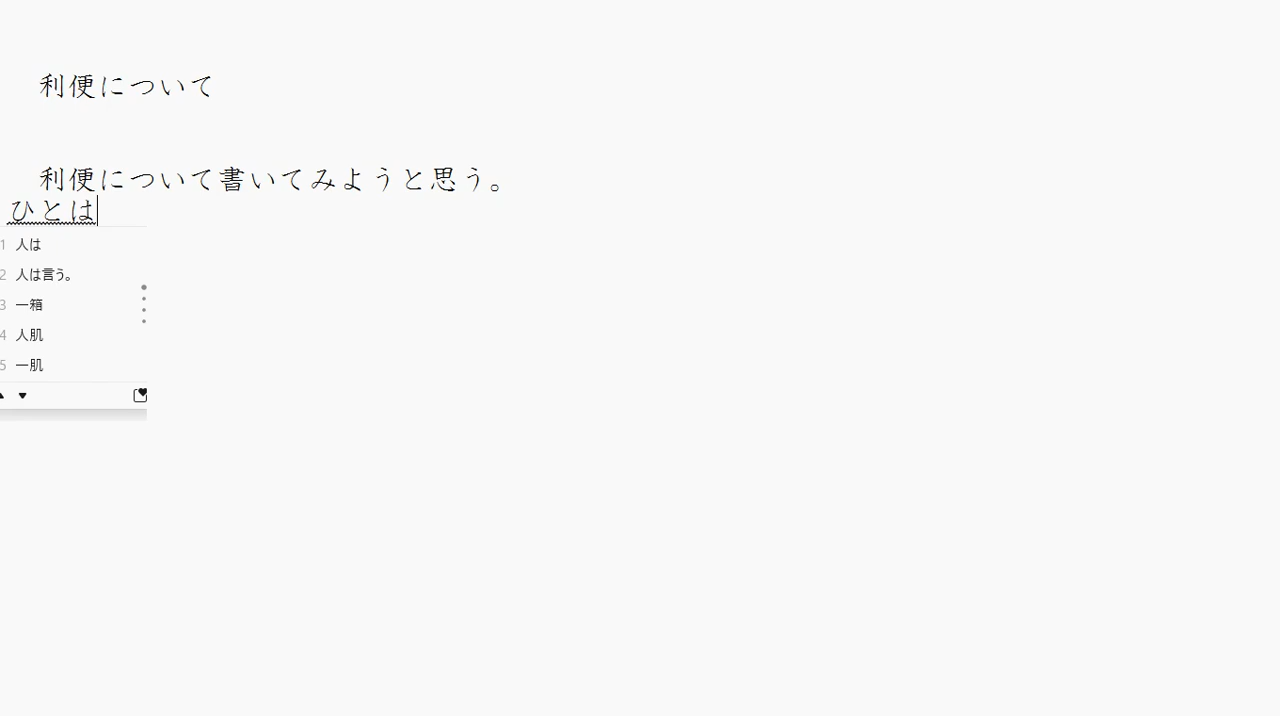 利便について
利便について書いてみようと思う。
ひとは
1 人は
2 人は言う。
3 一箱
4 人肌
5 一肌